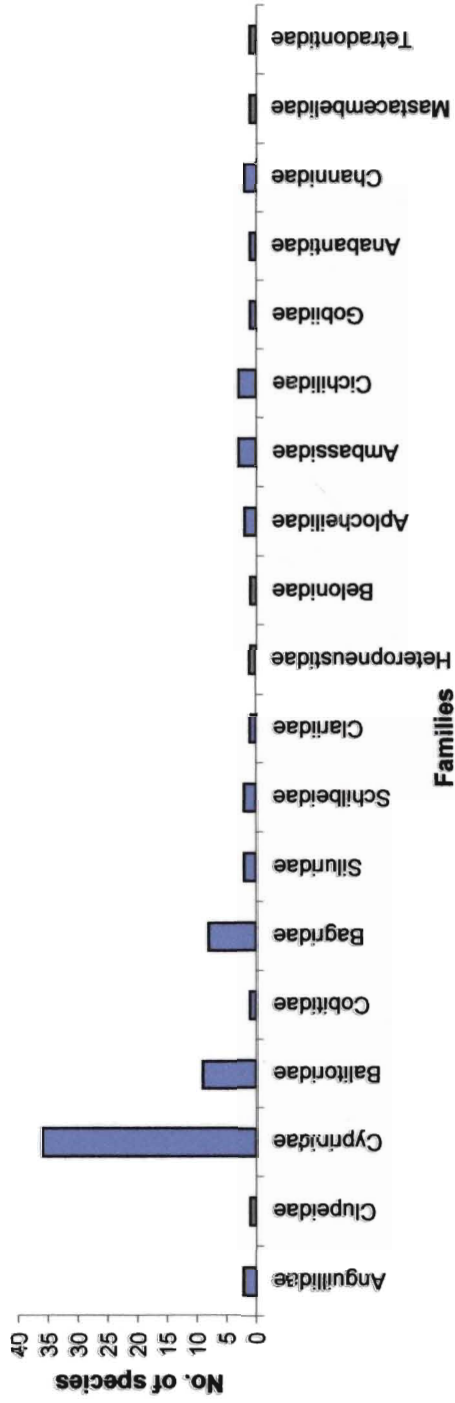 No. of species
40
35
30
25
20
15
10
5
0
Anguillidae
Clupeidae
Cyprinidae
Balitoridae
Cobitidae
Bagridae
Siluridae
Schilbeidae
Clariidae
Heteropneustidae
Belonidae
Aplocheilidae
Ambassidae
Cichilidae
Gobiidae
Anabantidae
Channidae
Mastacembelidae
Tetradontidae
Families